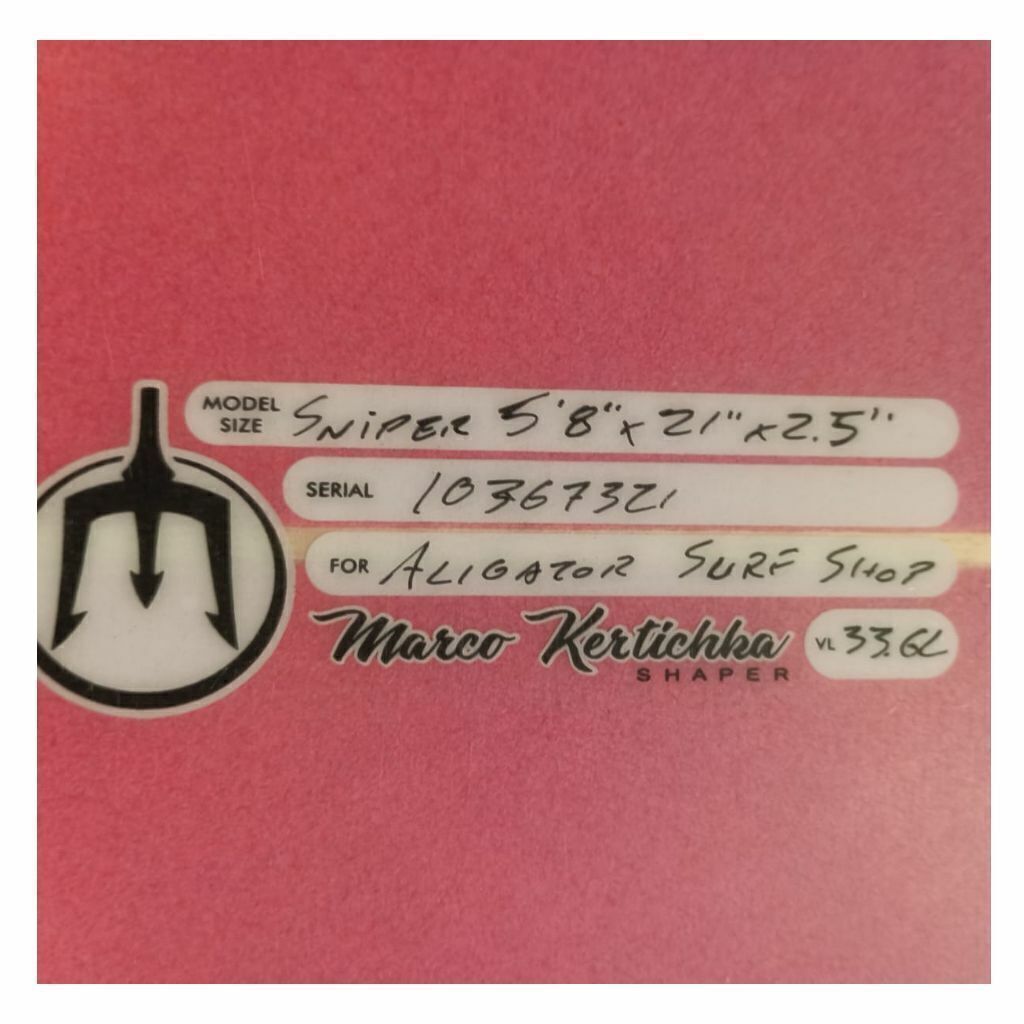 MODEL SIZE SNiPER 5'8" x 21" x 2.5"
SERIAL 10367321
FOR ALIGATOR SURF SHOP
Marco Kertichka VL 33.6L
SHAPER